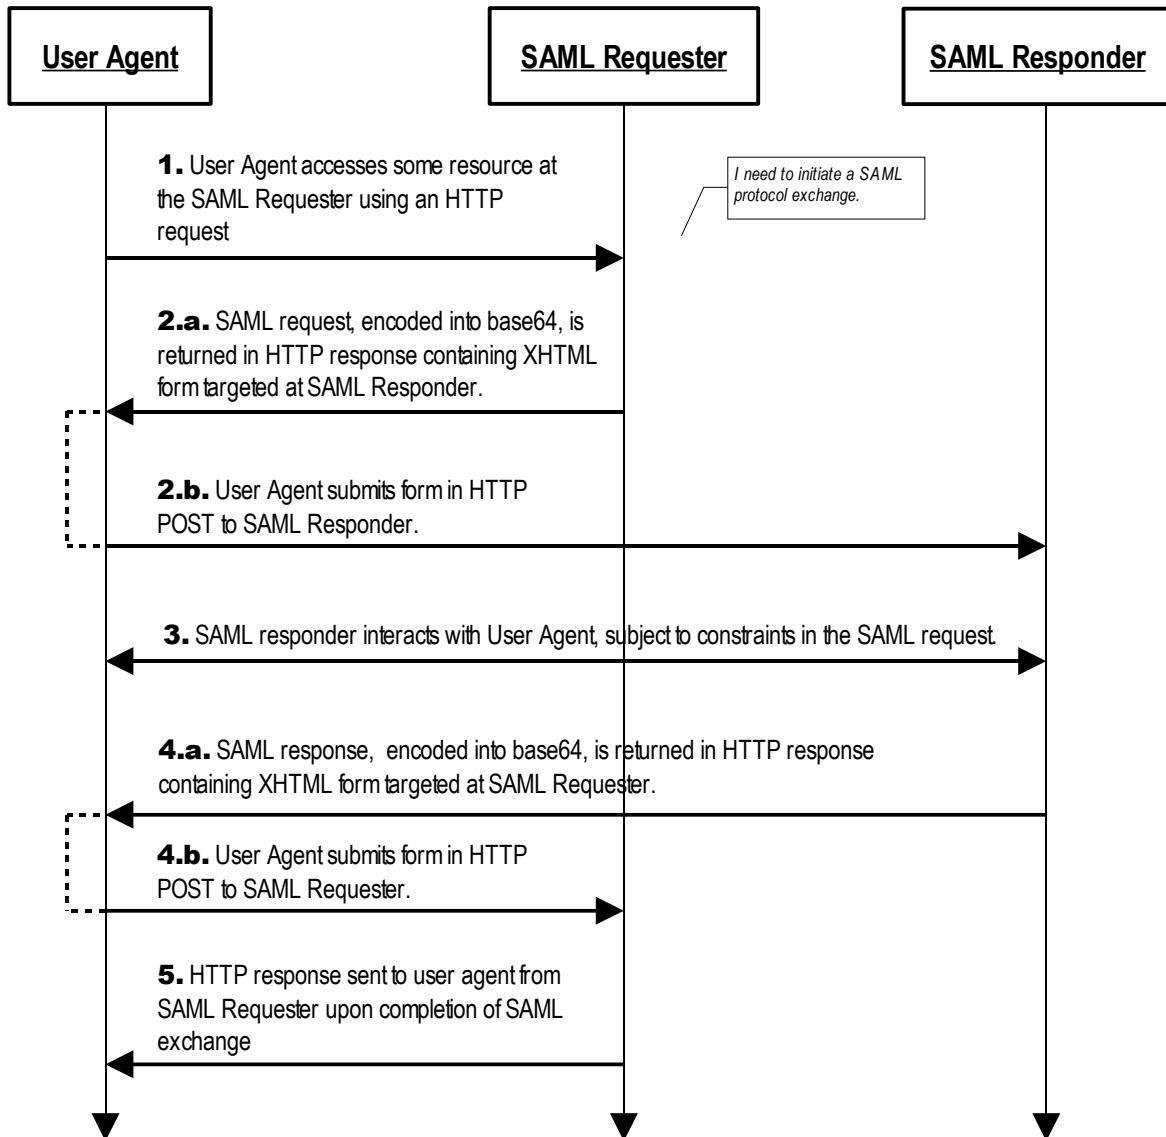 User Agent
SAML Requester
SAML Responder
1. User Agent accesses some resource at
the SAML Requester using an HTTP
request
I need to initiate a SAML
protocol exchange.
2.a. SAML request, encoded into base64, is
returned in HTTP response containing XHTML
form targeted at SAML Responder.
2.b. User Agent submits form in HTTP
POST to SAML Responder.
3. SAML responder interacts with User Agent, subject to constraints in the SAML request.
4.a. SAML response, encoded into base64, is returned in HTTP response
containing XHTML form targeted at SAML Requester.
4.b. User Agent submits form in HTTP
POST to SAML Requester.
5. HTTP response sent to user agent from
SAML Requester upon completion of SAML
exchange